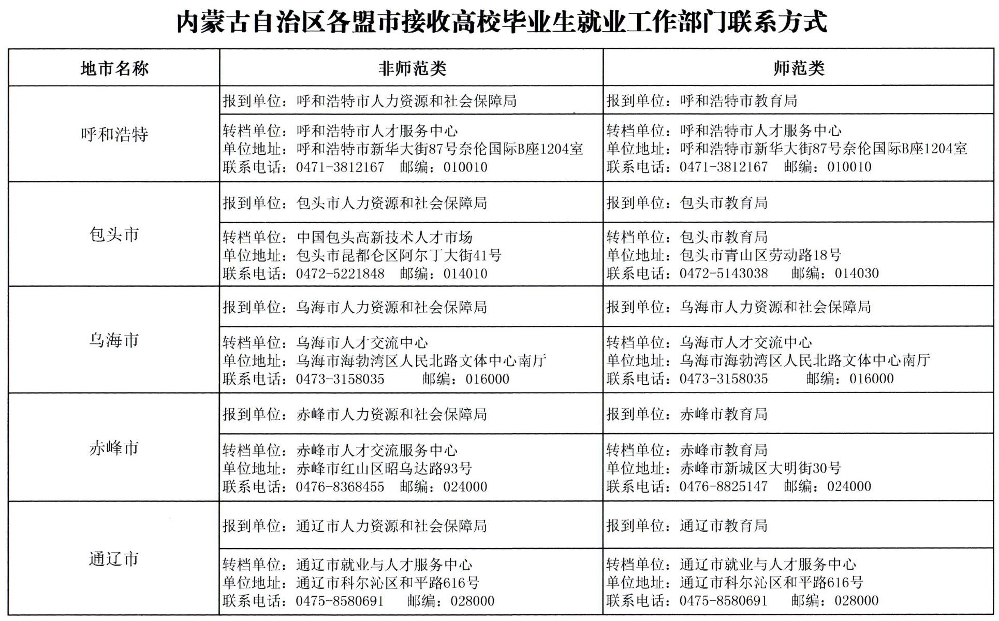 内蒙古自治区各盟市接收高校毕业生就业工作部门联系方式
地市名称
非师范类
师范类
呼和浩特
报到单位：呼和浩特市人力资源和社会保障局
报到单位：呼和浩特市教育局
转档单位：呼和浩特市人才服务中心
单位地址：呼和浩特市新华大街87号奈伦国际B座1204室
联系电话：0471-3812167 邮编：010010
转档单位：呼和浩特市人才服务中心
单位地址：呼和浩特市新华大街87号奈伦国际B座1204室
联系电话：0471-3812167 邮编：010010
包头市
报到单位：包头市人力资源和社会保障局
报到单位：包头市教育局
转档单位：中国包头高新技术人才市场
单位地址：包头市昆都仑区阿尔丁大街41号
联系电话：0472-5221848 邮编：014010
转档单位：包头市教育局
单位地址：包头市青山区劳动路18号
联系电话：0472-5143038 邮编：014030
乌海市
报到单位：乌海市人力资源和社会保障局
报到单位：乌海市人力资源和社会保障局
转档单位：乌海市人才交流中心
单位地址：乌海市海勃湾区人民北路文体中心南厅
联系电话：0473-3158035 邮编：016000
转档单位：乌海市人才交流中心
单位地址：乌海市海勃湾区人民北路文体中心南厅
联系电话：0473-3158035 邮编：016000
赤峰市
报到单位：赤峰市人力资源和社会保障局
报到单位：赤峰市教育局
转档单位：赤峰市人才交流服务中心
单位地址：赤峰市红山区昭乌达路93号
联系电话：0476-8368455 邮编：024000
转档单位：赤峰市教育局
单位地址：赤峰市新城区大明街30号
联系电话：0476-8825147 邮编：024000
通辽市
报到单位：通辽市人力资源和社会保障局
报到单位：通辽市教育局
转档单位：通辽市就业与人才服务中心
单位地址：通辽市科尔沁区和平路616号
联系电话：0475-8580691 邮编：028000
转档单位：通辽市就业与人才服务中心
单位地址：通辽市科尔沁区和平路616号
联系电话：0475-8580691 邮编：028000